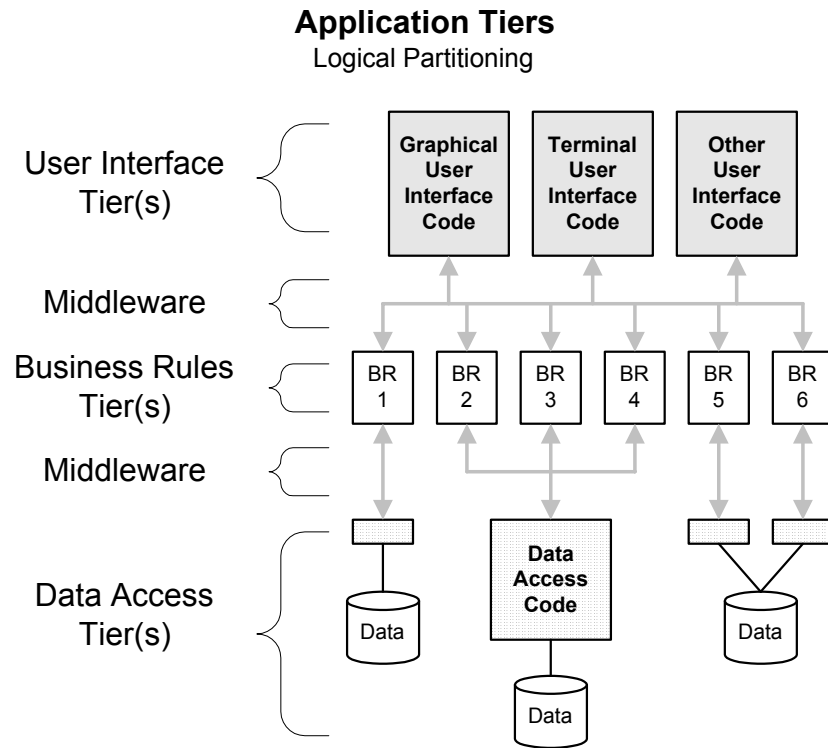 Application Tiers
Logical Partitioning
User Interface
Tier(s)
Graphical
User
Interface
Code
Terminal
User
Interface
Code
Other
User
Interface
Code
Middleware
Business Rules
Tier(s)
BR
1
BR
2
BR
3
BR
4
BR
5
BR
6
Middleware
Data Access
Tier(s)
Data
Data
Access
Code
Data
Data